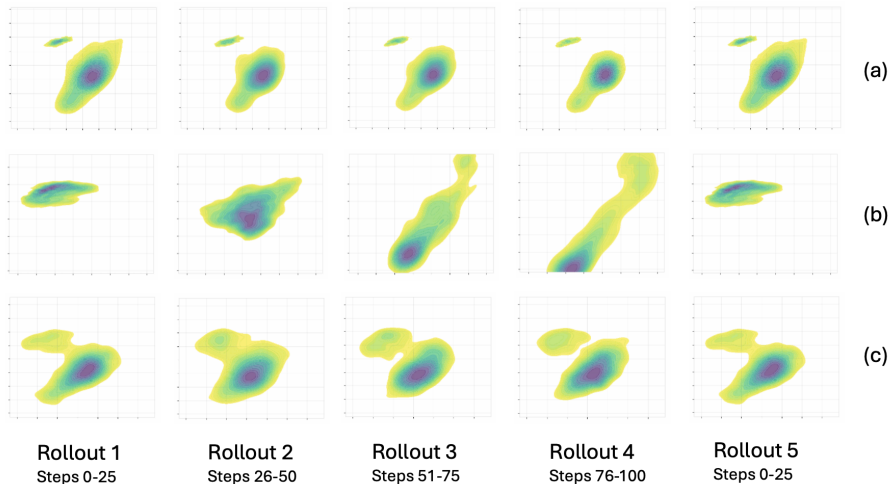 (a)
(b)
(c)
Rollout 1
Steps 0-25
Rollout 2
Steps 26-50
Rollout 3
Steps 51-75
Rollout 4
Steps 76-100
Rollout 5
Steps 0-25